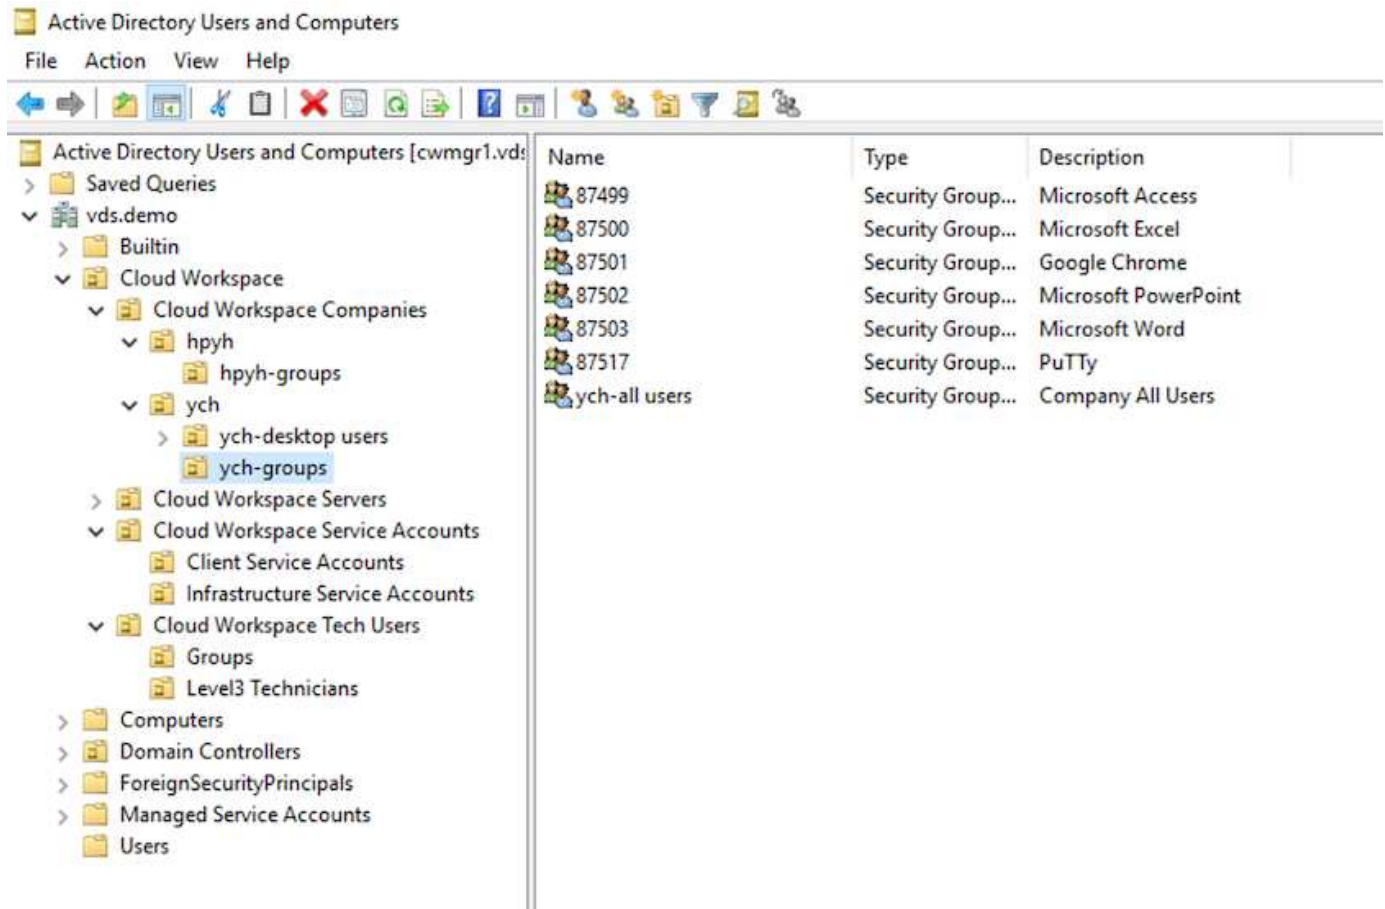 Active Directory Users and Computers
File Action View Help
Active Directory Users and Computers [cwmgr1.vds
Saved Queries
vds.demo
Builtin
Cloud Workspace
Cloud Workspace Companies
hpyh
hpyh-groups
ych
ych-desktop users
ych-groups
Cloud Workspace Servers
Cloud Workspace Service Accounts
Client Service Accounts
Infrastructure Service Accounts
Cloud Workspace Tech Users
Groups
Level3 Technicians
Computers
Domain Controllers
ForeignSecurityPrincipals
Managed Service Accounts
Users
Name Type Description
87499 Security Group... Microsoft Access
87500 Security Group... Microsoft Excel
87501 Security Group... Google Chrome
87502 Security Group... Microsoft PowerPoint
87503 Security Group... Microsoft Word
87517 Security Group... PuTTy
ych-all users Security Group... Company All Users